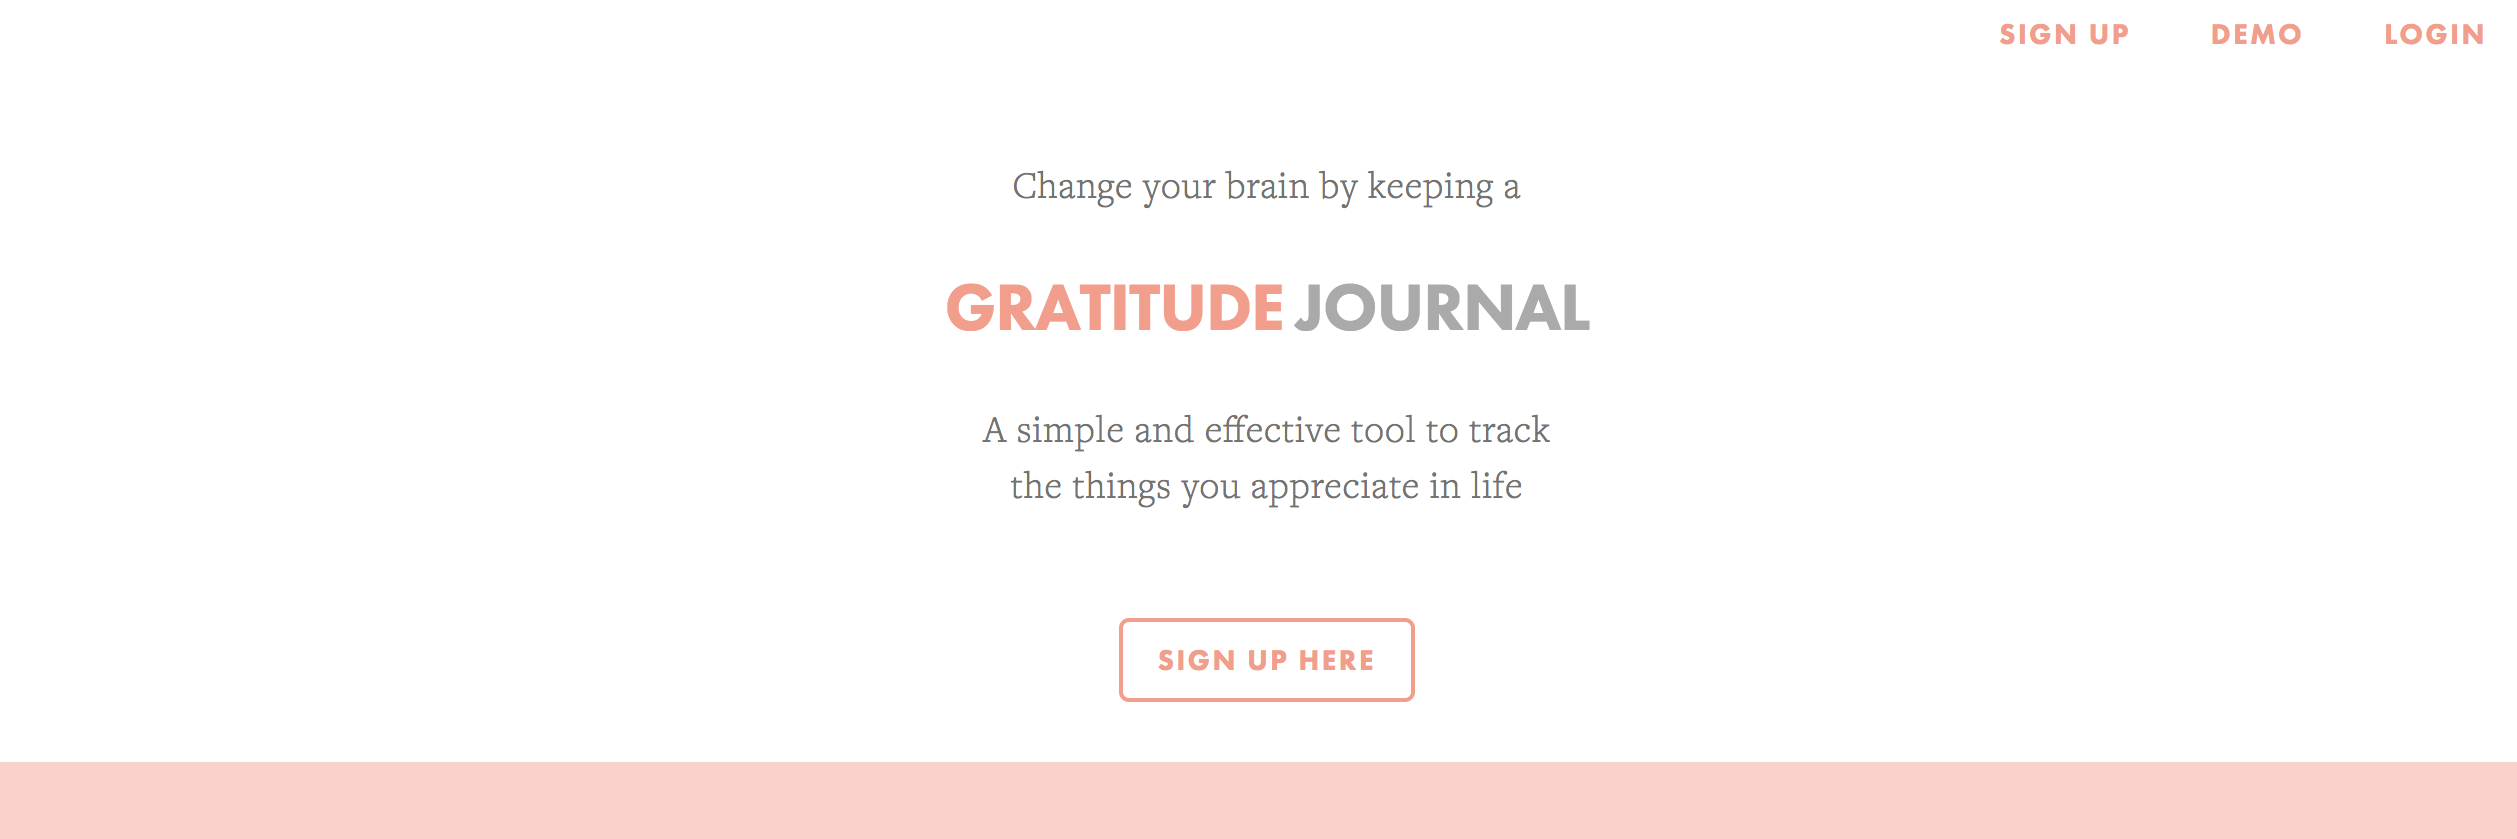 SIGN UP DEMO LOGIN
Change your brain by keeping a
GRATITUDE JOURNAL
A simple and effective tool to track
the things you appreciate in life
SIGN UP HERE